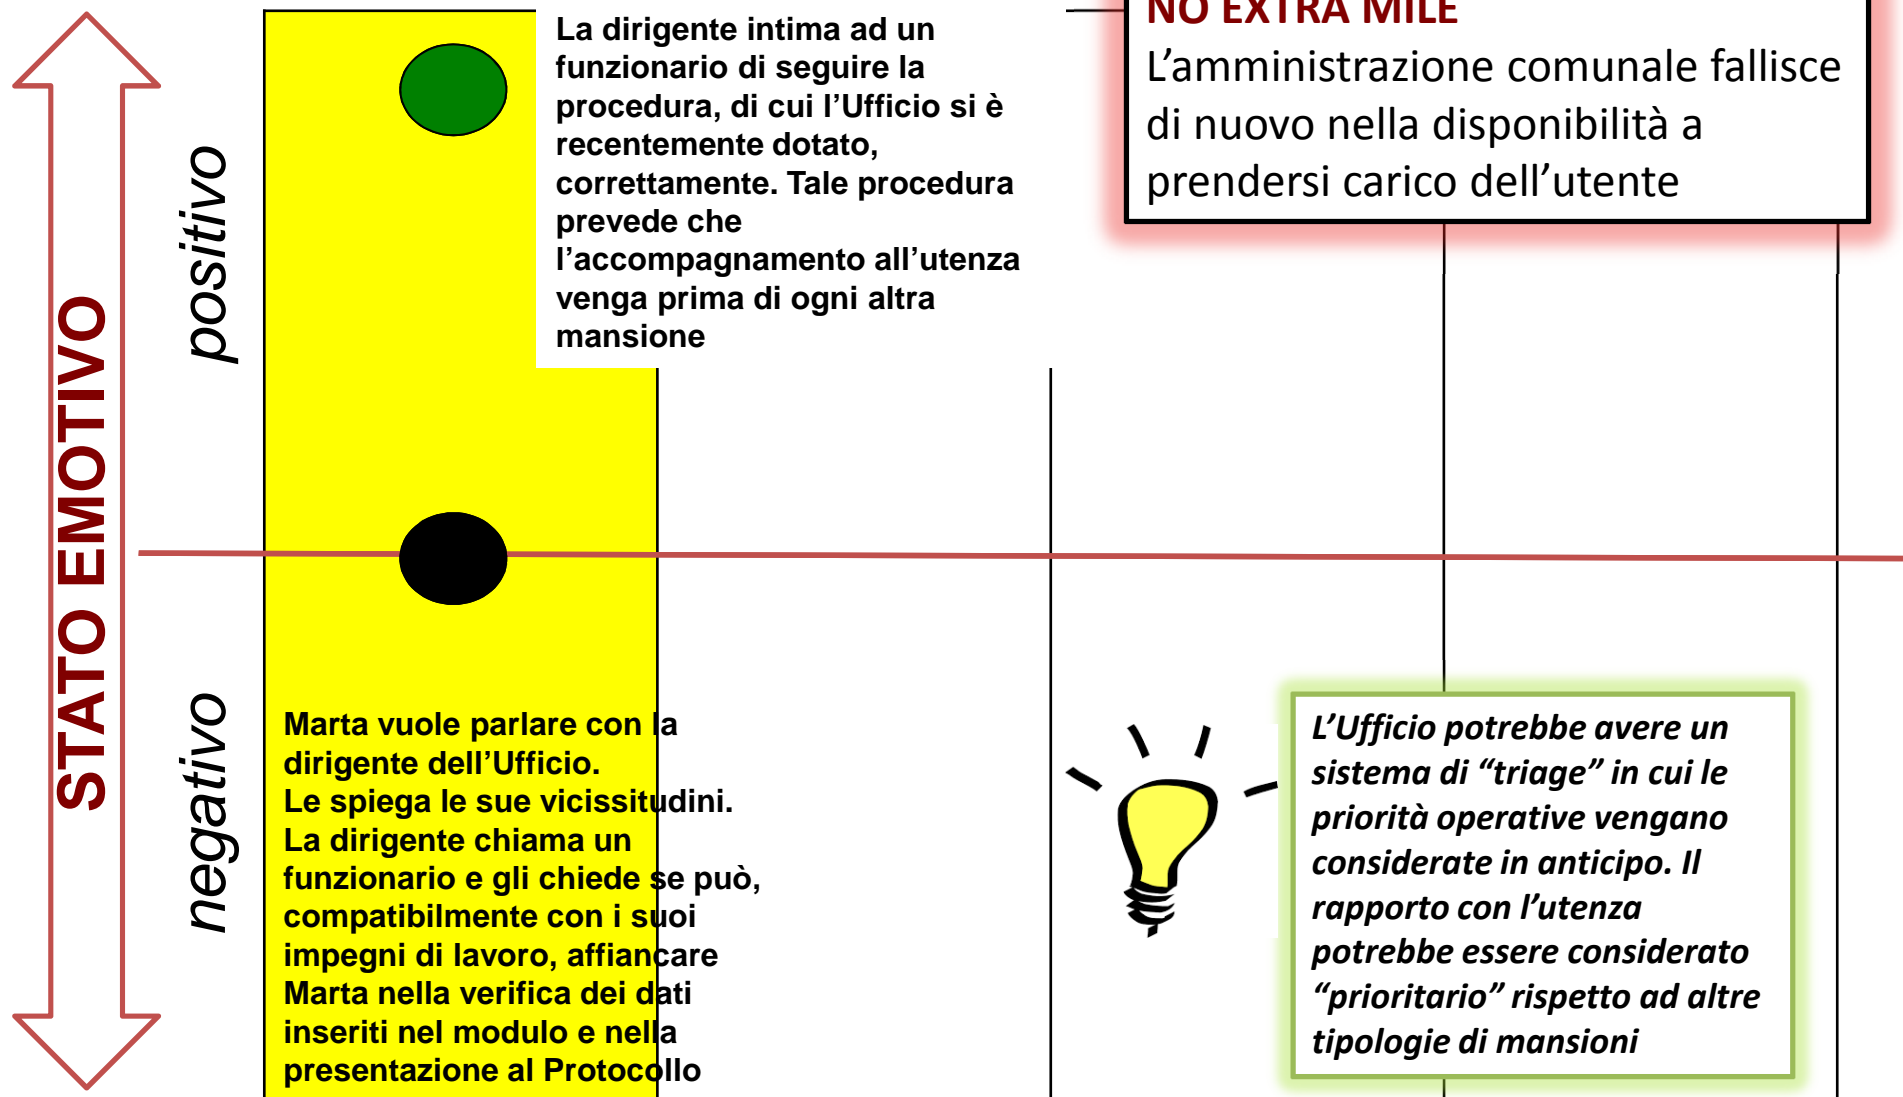 STATO EMOTIVO
positivo
negativo
La dirigente intima ad un
funzionario di seguire la
procedura, di cui l’Ufficio si è
recentemente dotato,
correttamente. Tale procedura
prevede che
l’accompagnamento all’utenza
venga prima di ogni altra
mansione
NO EXTRA MILE
L’amministrazione comunale fallisce
di nuovo nella disponibilità a
prendersi carico dell’utente
Marta vuole parlare con la
dirigente dell’Ufficio.
Le spiega le sue vicissitudini.
La dirigente chiama un
funzionario e gli chiede se può,
compatibilmente con i suoi
impegni di lavoro, affiancare
Marta nella verifica dei dati
inseriti nel modulo e nella
presentazione al Protocollo
L’Ufficio potrebbe avere un
sistema di “triage” in cui le
priorità operative vengano
considerate in anticipo. Il
rapporto con l’utenza
potrebbe essere considerato
“prioritario” rispetto ad altre
tipologie di mansioni